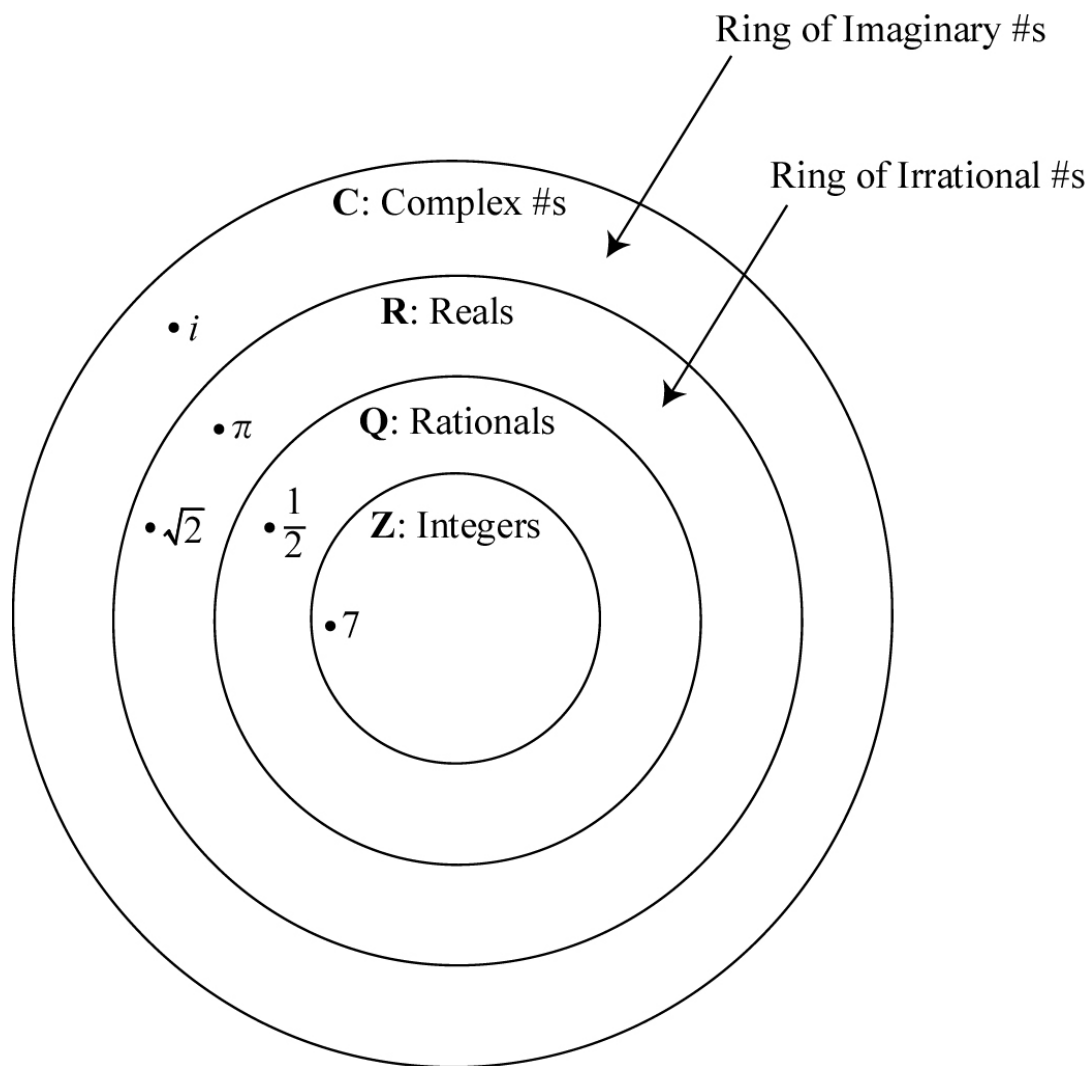 Ring of Imaginary #s
Ring of Irrational #s
C: Complex #s
R: Reals
i
π
Q: Rationals
√2
1/2
Z: Integers
7